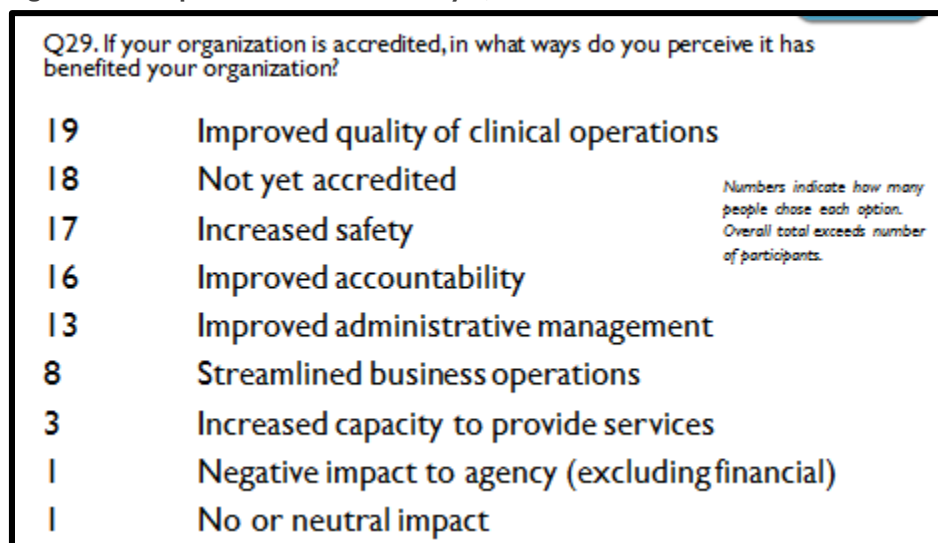 Q29. If your organization is accredited, in what ways do you perceive it has
benefited your organization?
19 Improved quality of clinical operations
18 Not yet accredited
Numbers indicate how many
people chose each option.
Overall total exceeds number
of participants.
17 Increased safety
16 Improved accountability
13 Improved administrative management
8 Streamlined business operations
3 Increased capacity to provide services
1 Negative impact to agency (excluding financial)
1 No or neutral impact